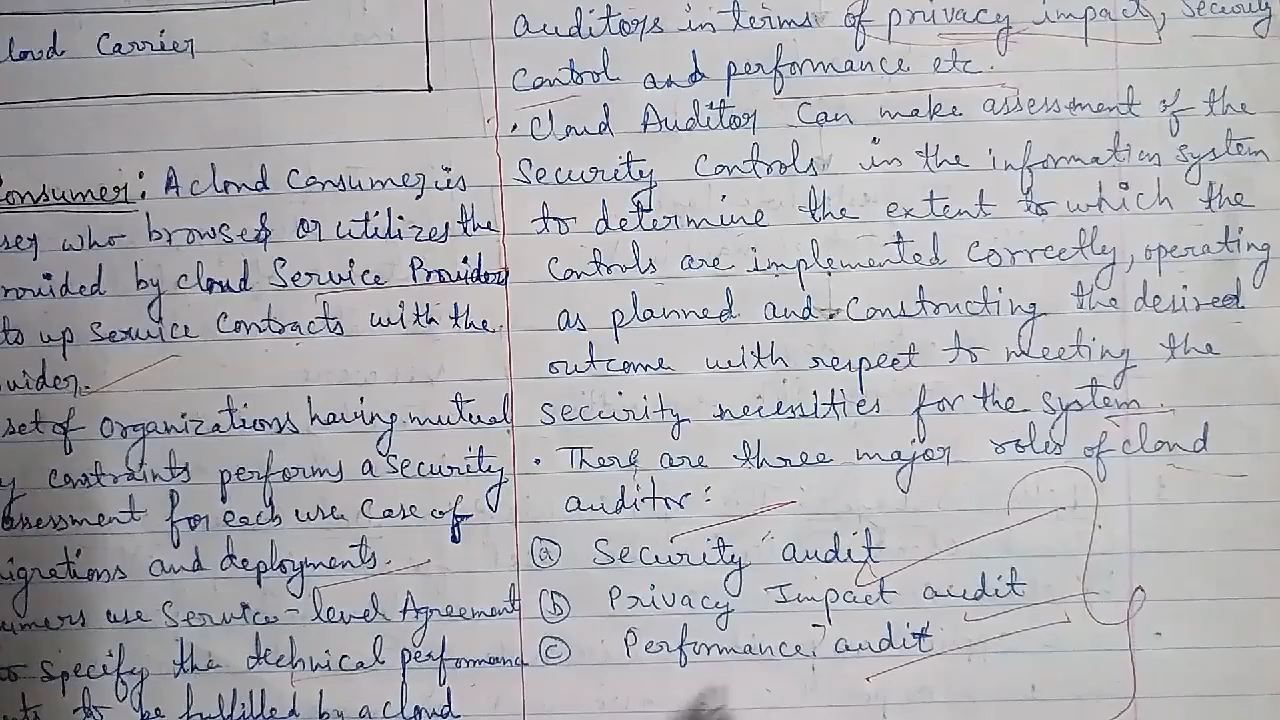 loud Carrier
onsumer: A cloud Consumer is
ser who browses or utilizes the
rovided by cloud Service Provider
to up service contracts with the
vider.
set of organizations having mutual
y constraints performs a security
assessment for each use case of
igrations and deployments.
umers use Service-level Agreement
to specify the technical performance
to be fulfilled by a cloud
auditors in terms of privacy impact, security
control and performance etc.
• Cloud Auditor can make assessment of the
security controls in the information system
to determine the extent to which the
controls are implemented correctly, operating
as planned and constructing the desired
outcome with respect to meeting the
security necessities for the system.
• There are three major roles of cloud
auditor:
(a) Security audit
(b) Privacy Impact audit
(c) Performance audit